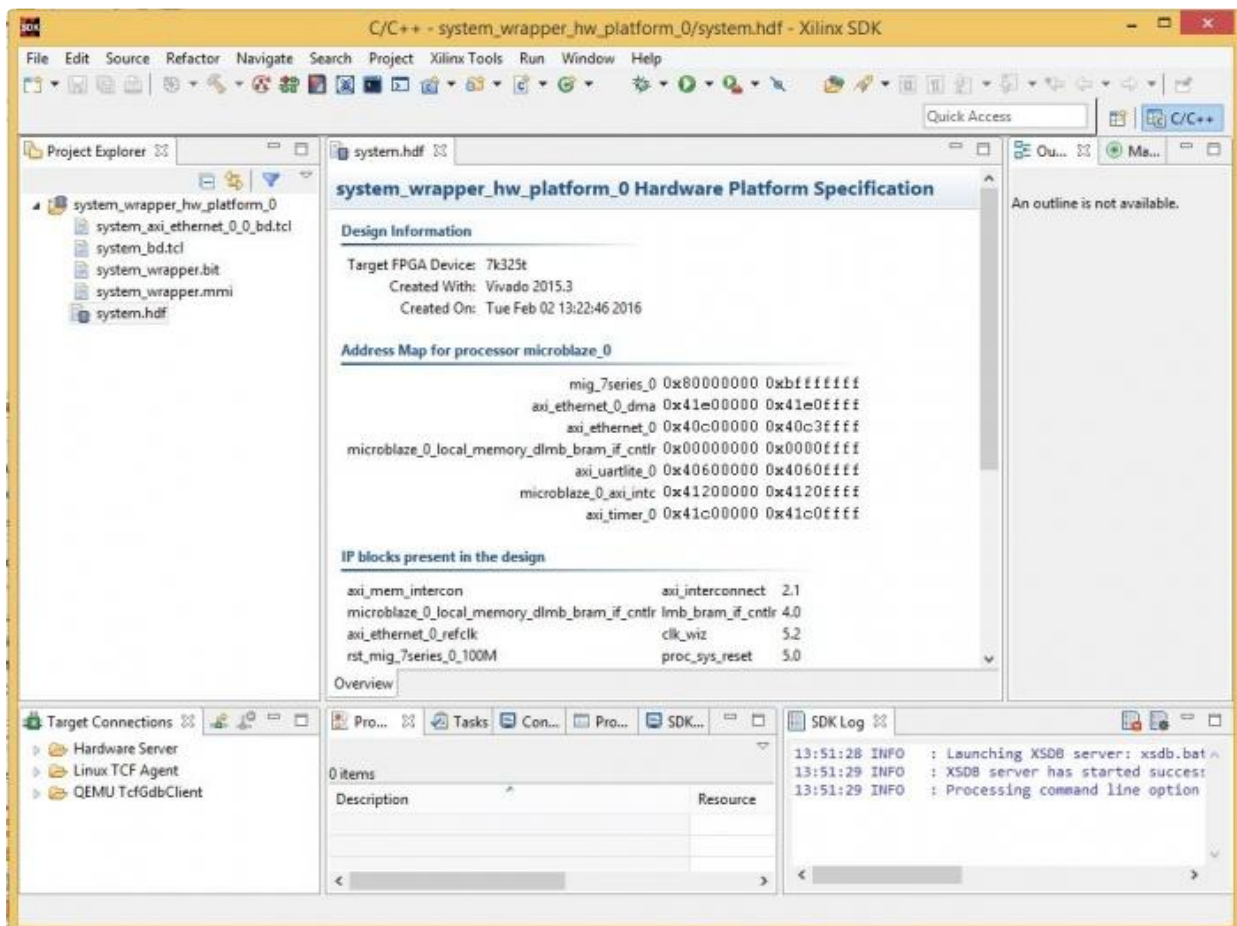 SDK
C/C++ - system_wrapper_hw_platform_0/system.hdf - Xilinx SDK
File Edit Source Refactor Navigate Search Project Xilinx Tools Run Window Help
Quick Access
C/C++
Project Explorer
system_wrapper_hw_platform_0
system_axi_ethernet_0_0_bd.tcl
system_bd.tcl
system_wrapper.bit
system_wrapper.mmi
system.hdf
system.hdf
system_wrapper_hw_platform_0 Hardware Platform Specification
Design Information
Target FPGA Device: 7k325t
Created With: Vivado 2015.3
Created On: Tue Feb 02 13:22:46 2016
Address Map for processor microblaze_0
mig_7series_0 0x80000000 0xbfffffff
axi_ethernet_0_dma 0x41e00000 0x41e0ffff
axi_ethernet_0 0x40c00000 0x40c3ffff
microblaze_0_local_memory_dlmb_bram_if_cntlr 0x00000000 0x0000ffff
axi_uartlite_0 0x40600000 0x4060ffff
microblaze_0_axi_intc 0x41200000 0x4120ffff
axi_timer_0 0x41c00000 0x41c0ffff
IP blocks present in the design
axi_mem_intercon axi_interconnect 2.1
microblaze_0_local_memory_dlmb_bram_if_cntlr lmb_bram_if_cntlr 4.0
axi_ethernet_0_refclk clk_wiz 5.2
rst_mig_7series_0_100M proc_sys_reset 5.0
Overview
Ou... Ma...
An outline is not available.
Target Connections
Hardware Server
Linux TCF Agent
QEMU TcfGdbClient
Pro... Tasks Con... Pro... SDK...
0 items
Description Resource
SDK Log
13:51:28 INFO : Launching XSDB server: xsdb.bat
13:51:29 INFO : XSDB server has started succes
13:51:29 INFO : Processing command line option